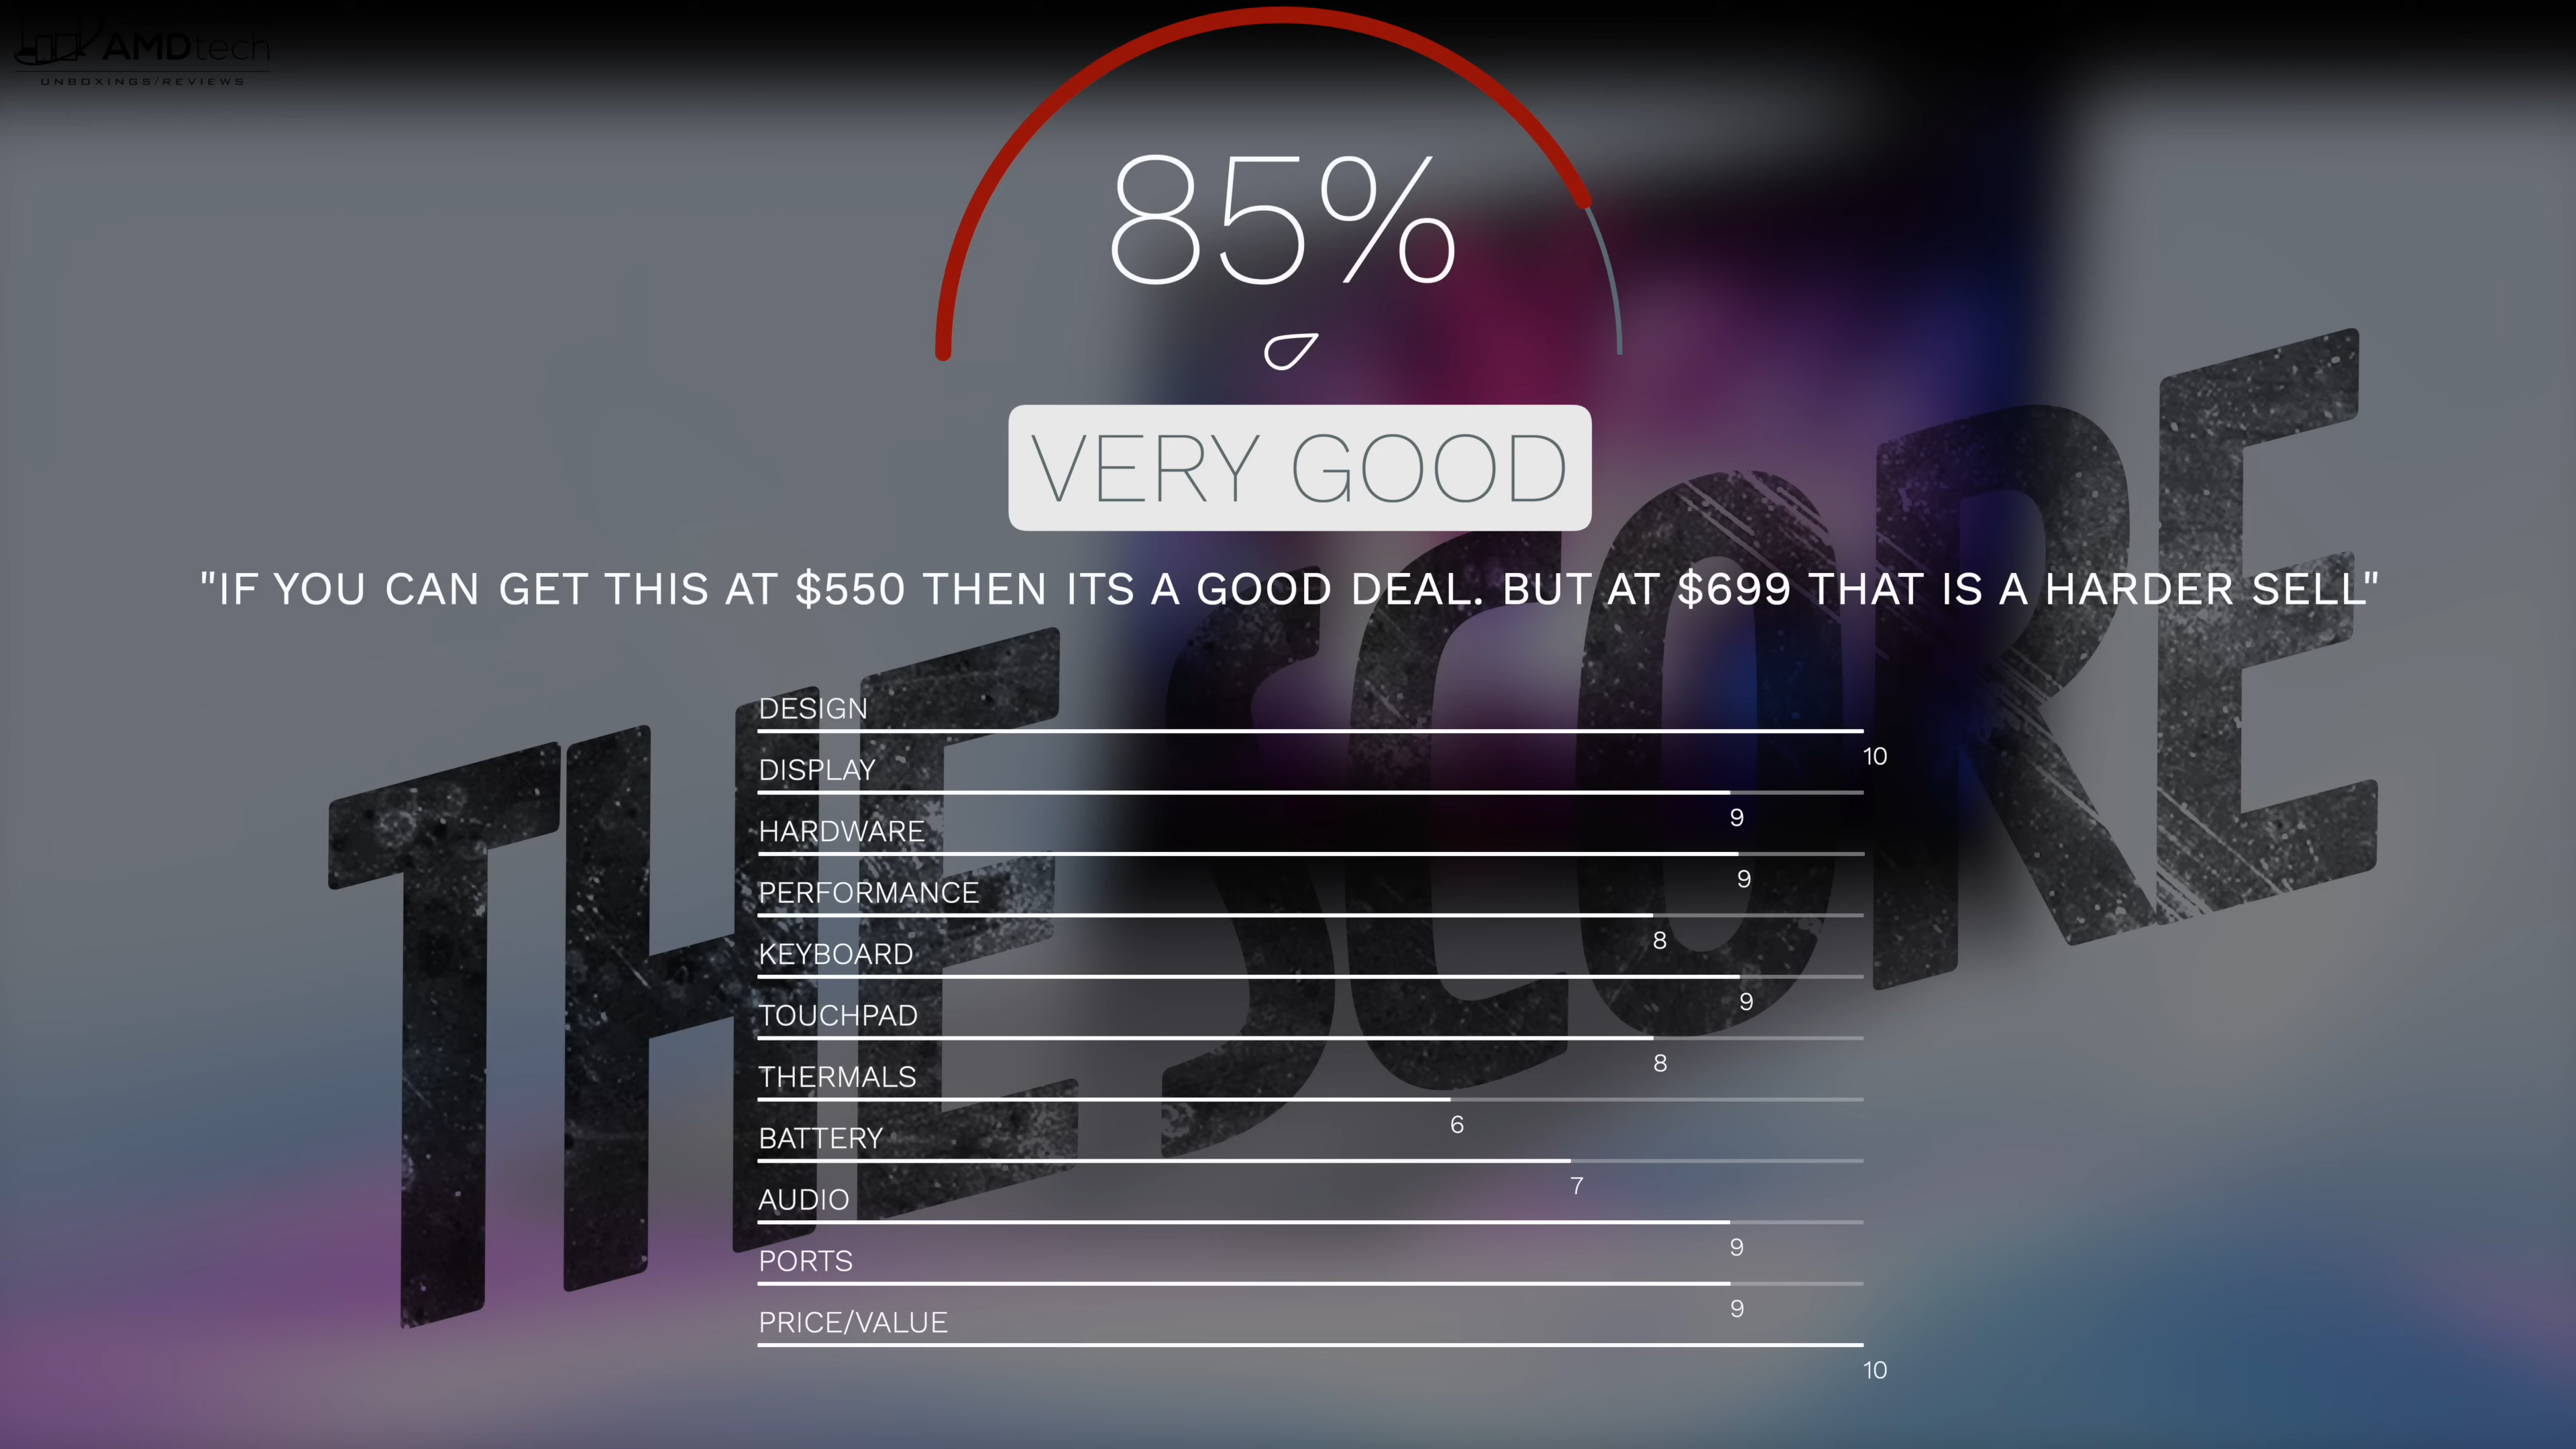 AMDtech
UNBOXINGS/REVIEWS
85%
VERY GOOD
"IF YOU CAN GET THIS AT $550 THEN ITS A GOOD DEAL. BUT AT $699 THAT IS A HARDER SELL"
THE SCORE
DESIGN
10
DISPLAY
9
HARDWARE
9
PERFORMANCE
8
KEYBOARD
9
TOUCHPAD
8
THERMALS
6
BATTERY
7
AUDIO
9
PORTS
9
PRICE/VALUE
10